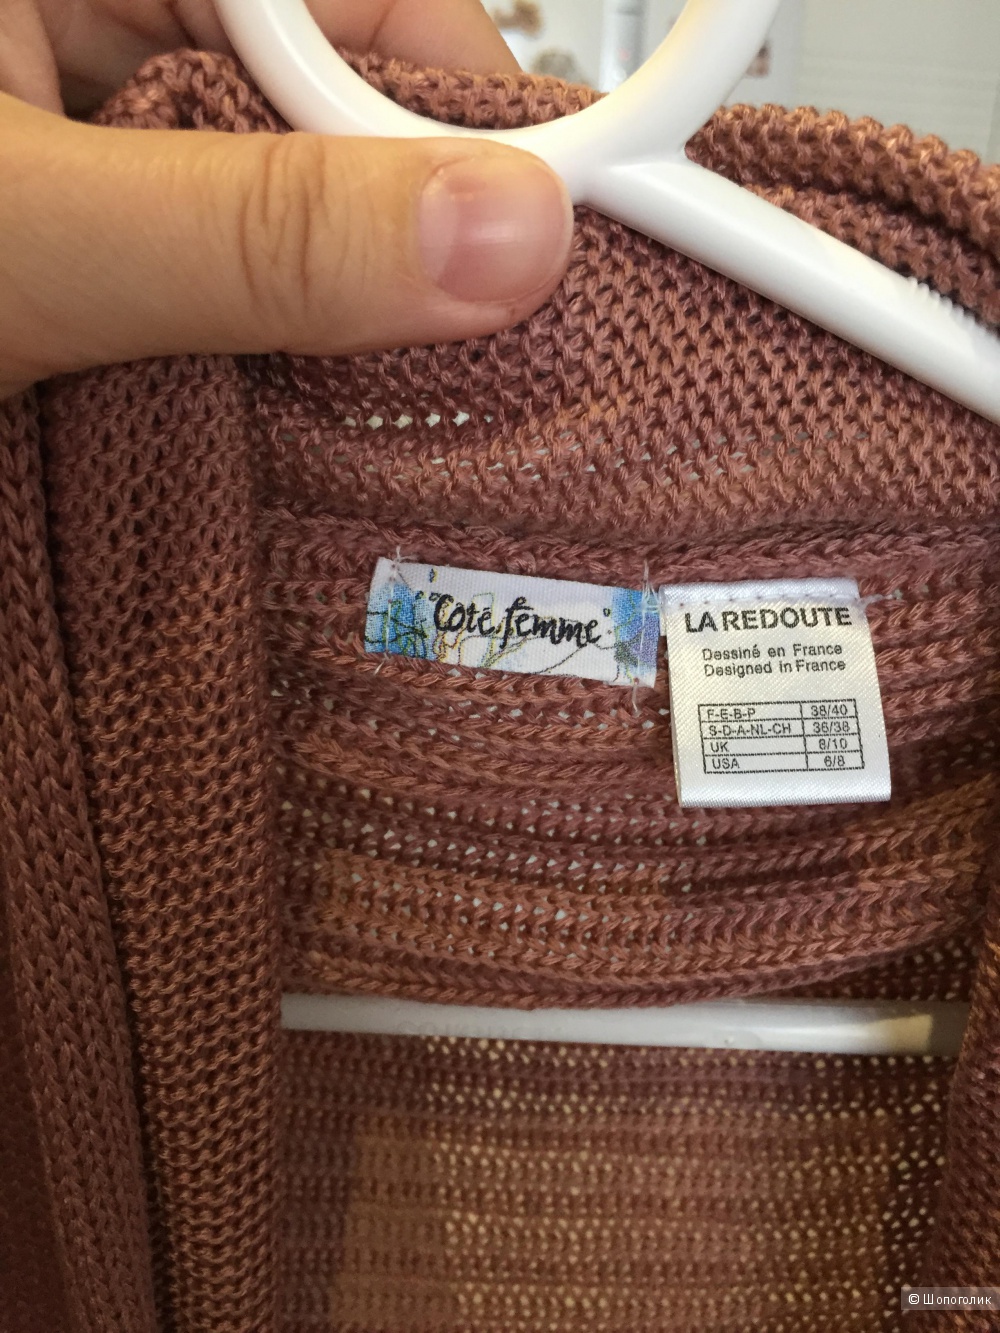 "Coté femme"
LA REDOUTE
Dessiné en France
Designed in France
F-E-B-P 38/40
S-D-A-NL-CH 36/38
UK 8/10
USA 6/8
© Шопоголик